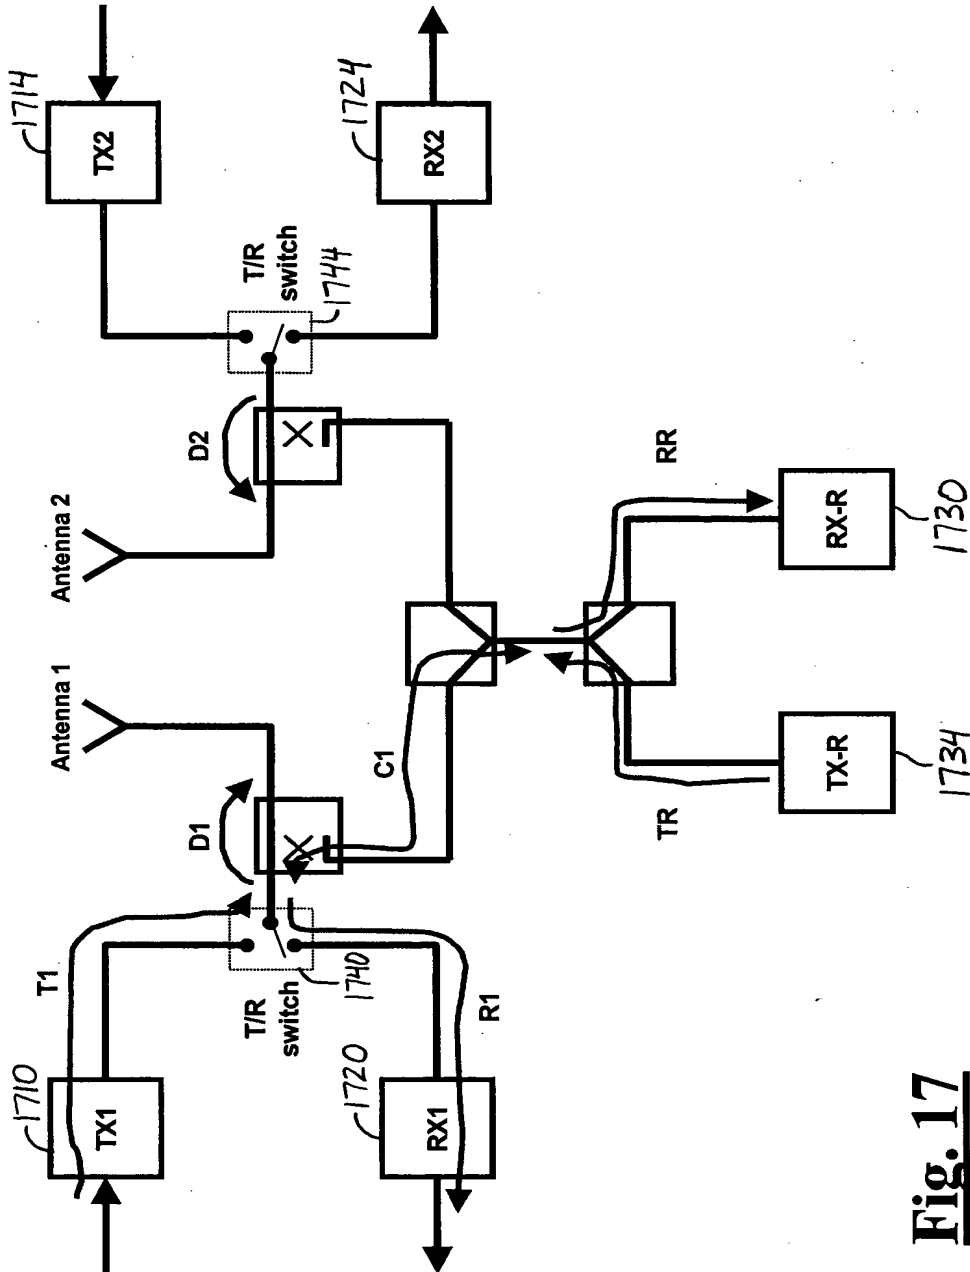 1710
TX1
T1
T/R
switch
1740
1720
RX1
R1
D1
Antenna 1
Antenna 2
D2
T/R
switch
1744
1714
TX2
1724
RX2
C1
TR
TX-R
1734
RR
RX-R
1730
Fig. 17